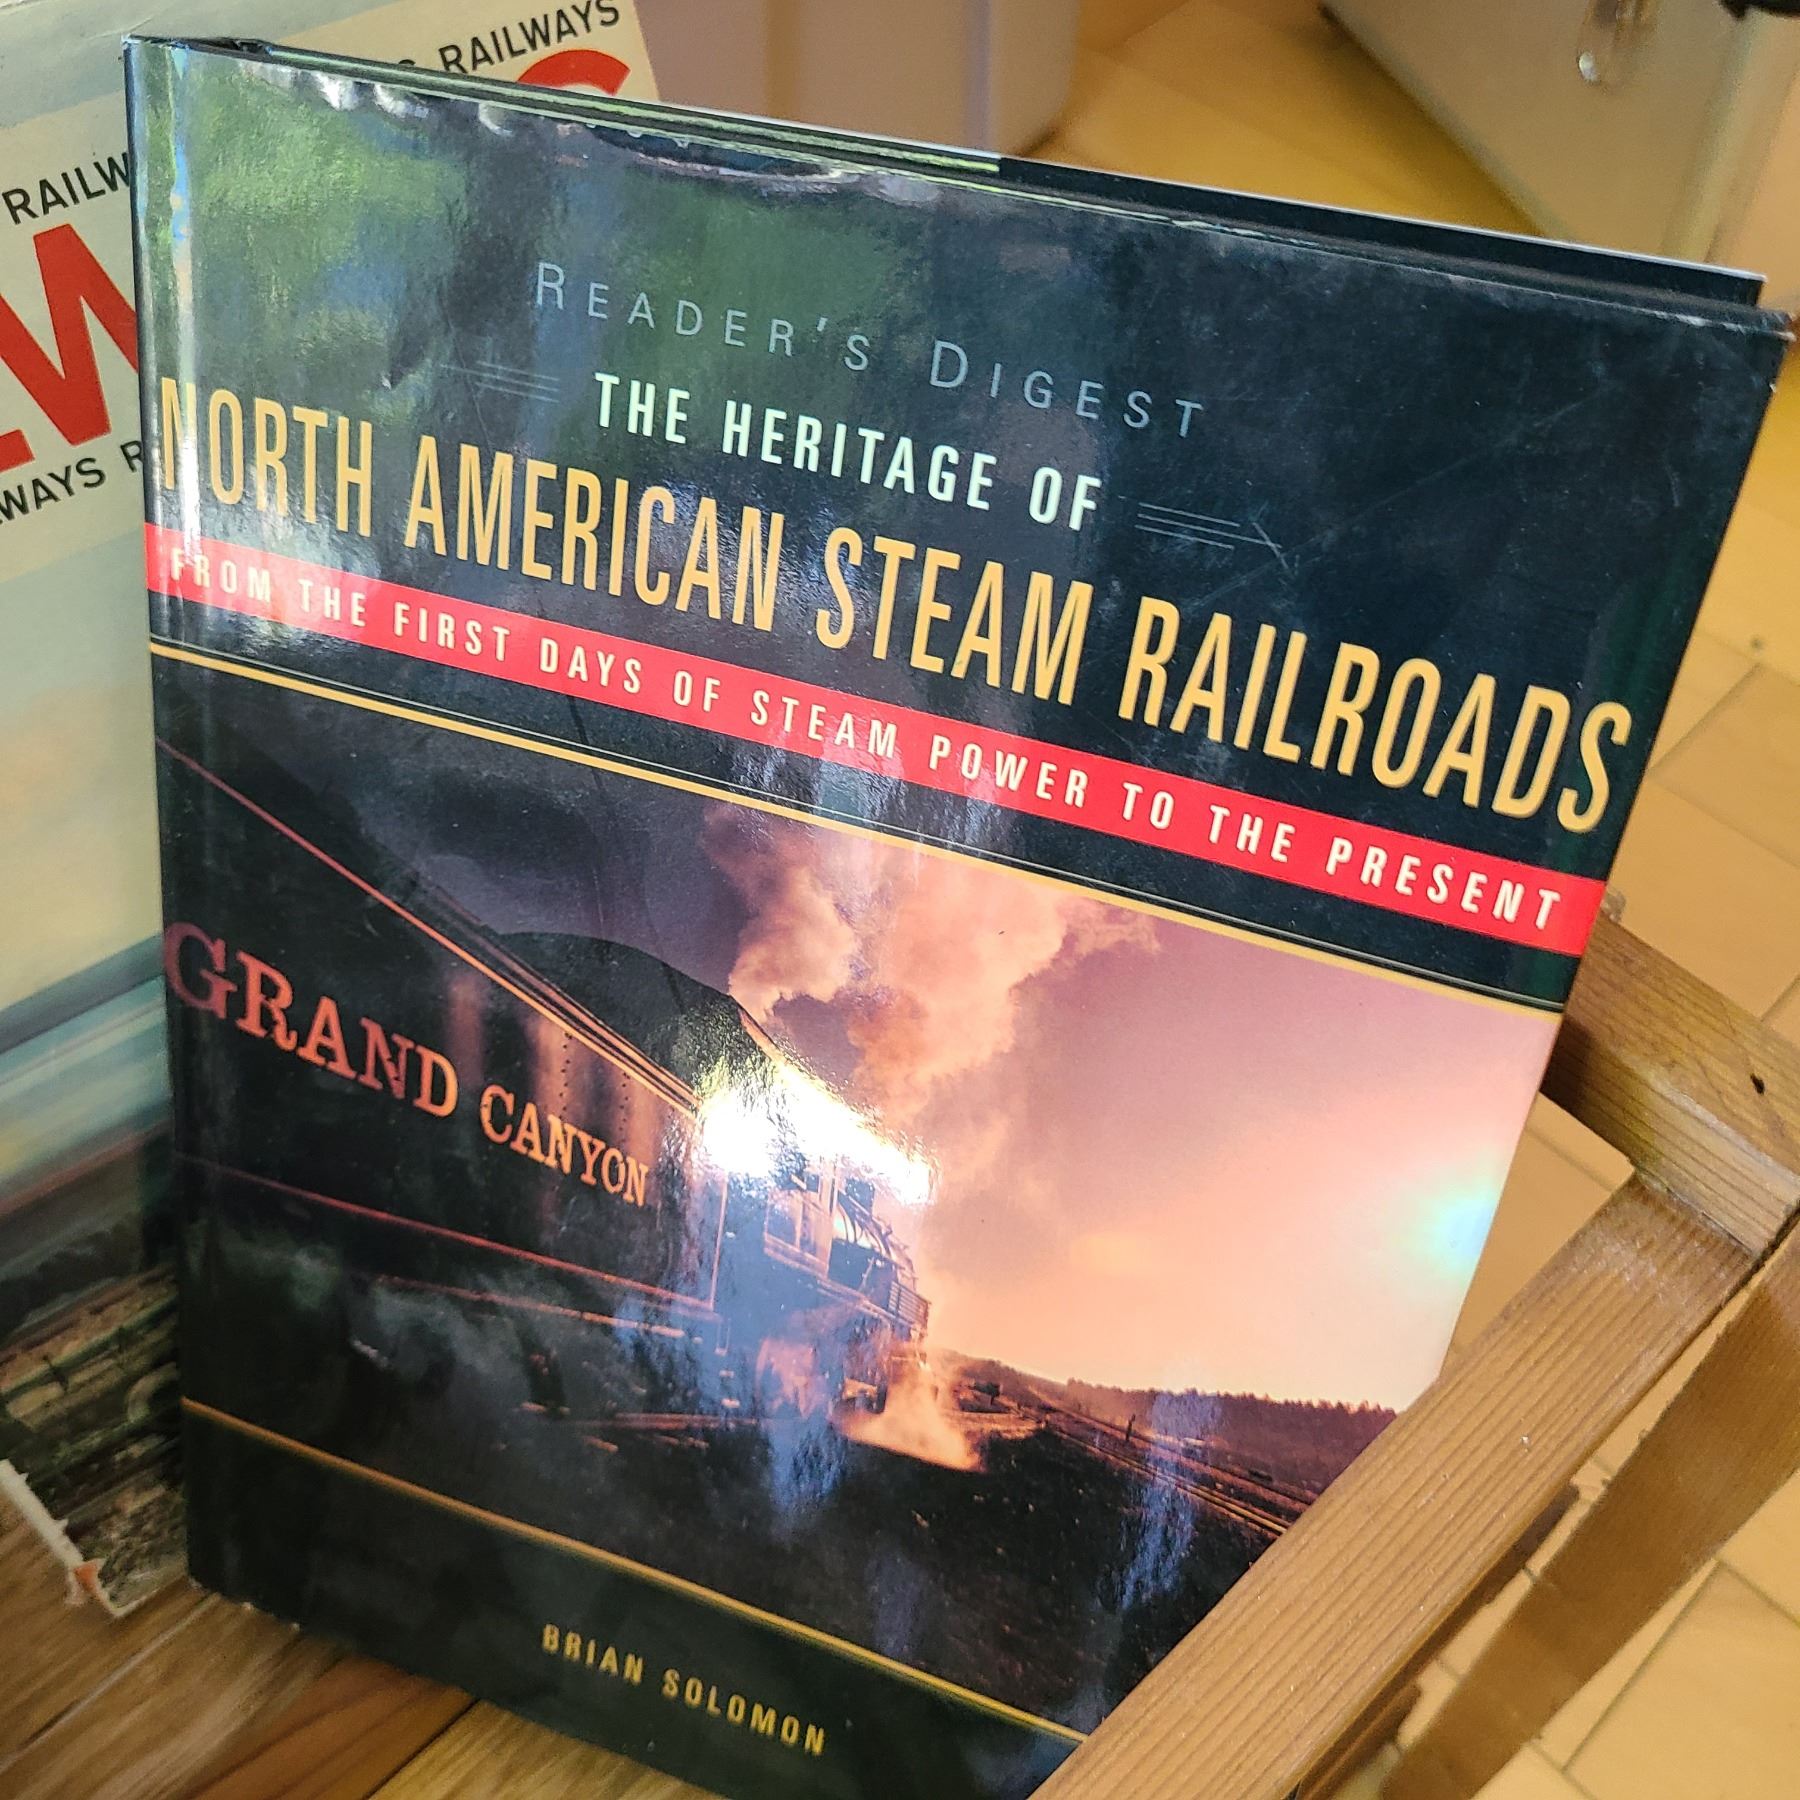 RAILWAYS
RAILW
WAYS R
READER'S DIGEST
THE HERITAGE OF
NORTH AMERICAN STEAM RAILROADS
FROM THE FIRST DAYS OF STEAM POWER TO THE PRESENT
GRAND CANYON
BRIAN SOLOMON